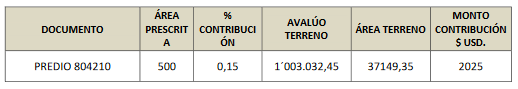 DOCUMENTO
ÁREA
PRESCRIT
A
%
CONTRIBUCI
ÓN
AVALÚO
TERRENO
ÁREA TERRENO
MONTO
CONTRIBUCIÓN
$ USD.
PREDIO 804210
500
0,15
1´003.032,45
37149,35
2025